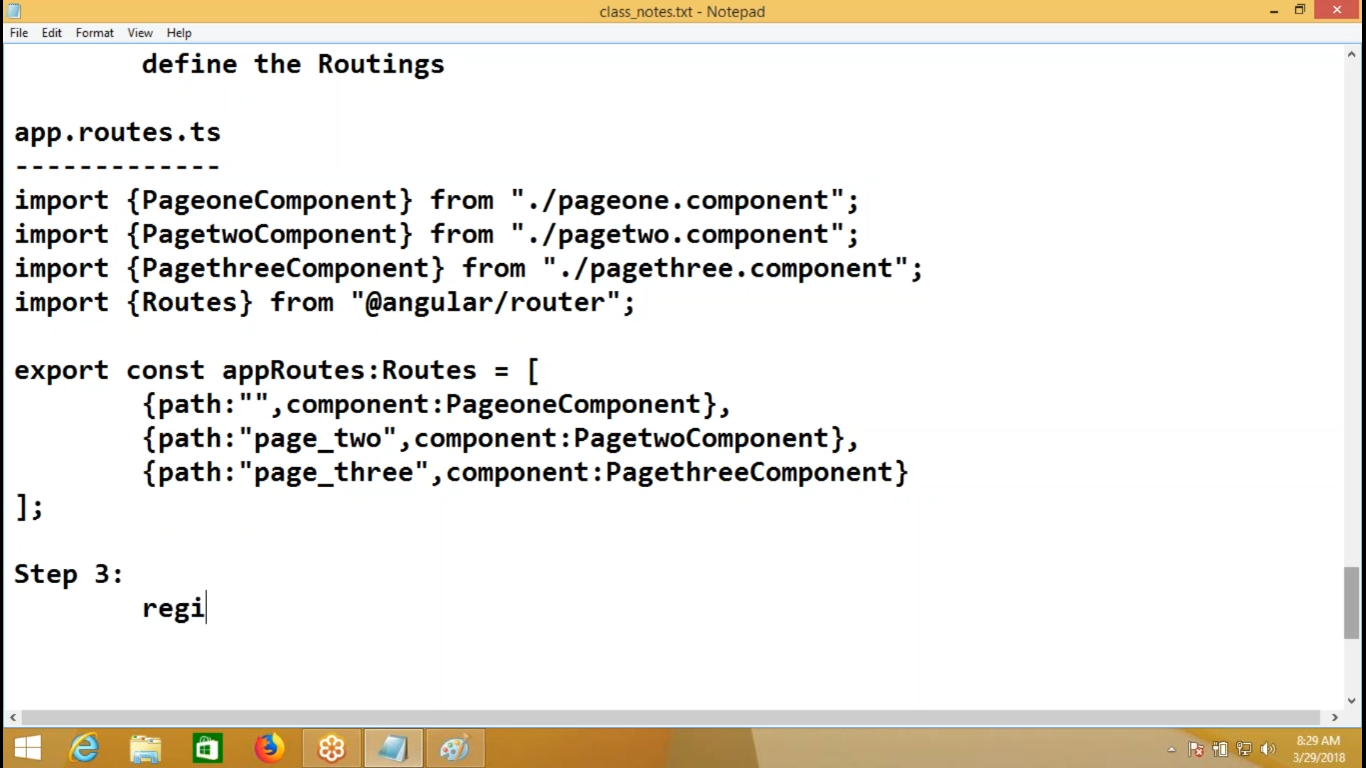 class_notes.txt - Notepad
File Edit Format View Help
define the Routings
app.routes.ts
-------------
import {PageoneComponent} from "./pageone.component";
import {PagetwoComponent} from "./pagetwo.component";
import {PagethreeComponent} from "./pagethree.component";
import {Routes} from "@angular/router";
export const appRoutes:Routes = [
{path:"",component:PageoneComponent},
{path:"page_two",component:PagetwoComponent},
{path:"page_three",component:PagethreeComponent}
];
Step 3:
regi
8:29 AM
3/29/2018